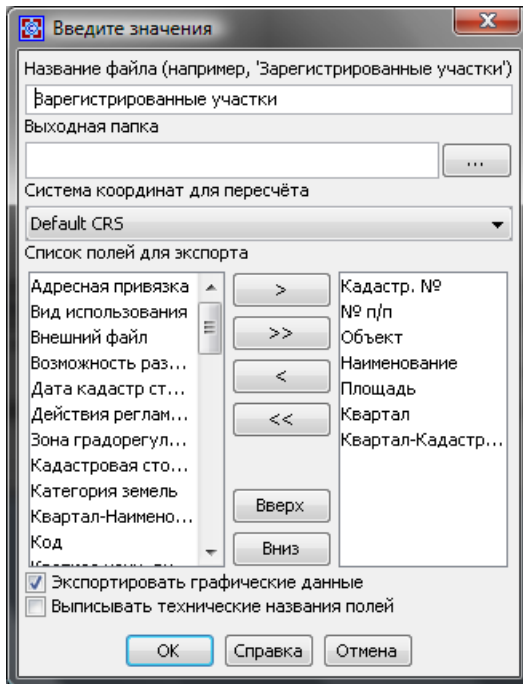 Введите значения
Название файла (например, 'Зарегистрированные участки')
Зарегистрированные участки
Выходная папка
...
Система координат для пересчёта
Default CRS
Список полей для экспорта
Адресная привязка
Вид использования
Внешний файл
Возможность раз...
Дата кадастр ст...
Действия реглам...
Зона градорегул...
Кадастровая сто...
Категория земель
Квартал-Наимено...
Код
>
>>
<
<<
Вверх
Вниз
Кадастр. №
№ п/п
Объект
Наименование
Площадь
Квартал
Квартал-Кадастр...
Экспортировать графические данные
Выписывать технические названия полей
OK
Справка
Отмена